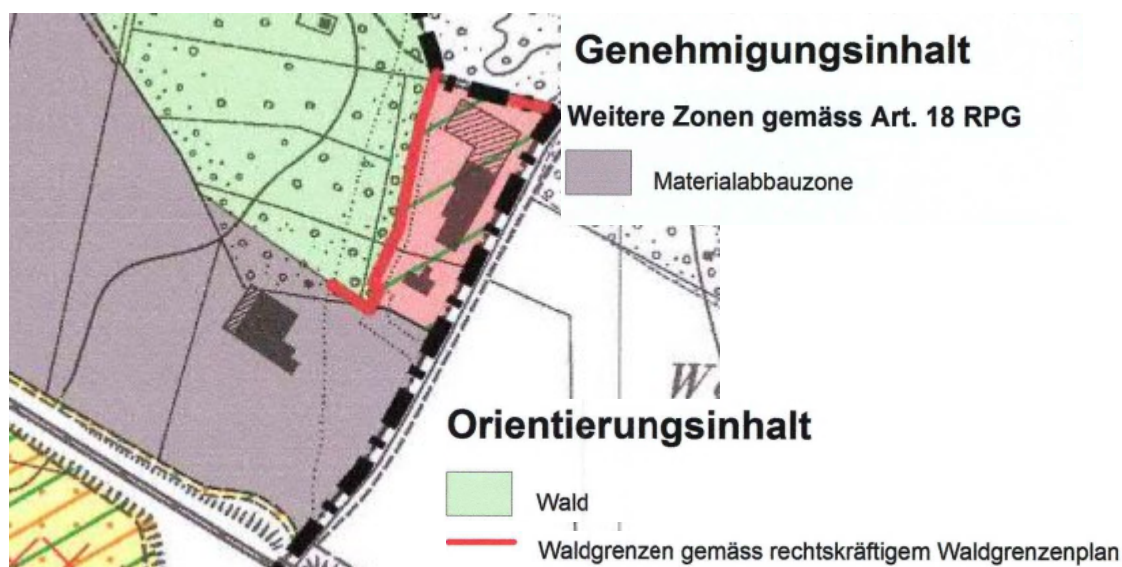 Genehmigungsinhalt
Weitere Zonen gemäss Art. 18 RPG
Materialabbauzone
Orientierungsinhalt
Wald
Waldgrenzen gemäss rechtskräftigem Waldgrenzenplan